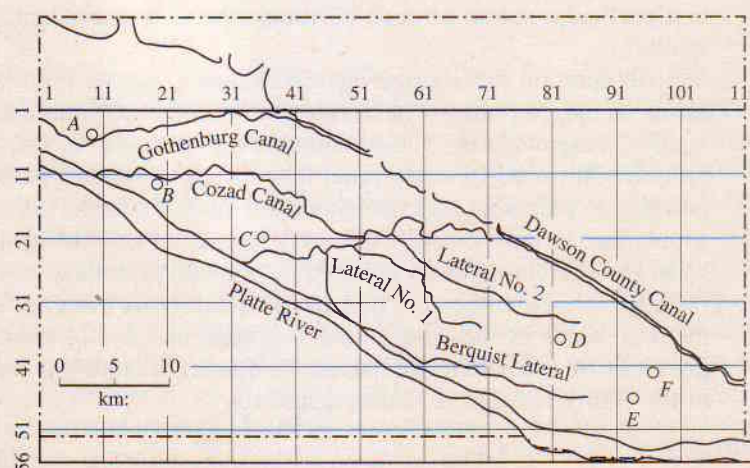 1 11 21 31 41 51 61 71 81 91 101 11
1
11
21
31
41
51
56
A
Gothenburg Canal
B
Cozad Canal
C
Dawson County Canal
Lateral No. 2
Lateral No. 1
Platte River
D
Berquist Lateral
F
E
0 10
km: